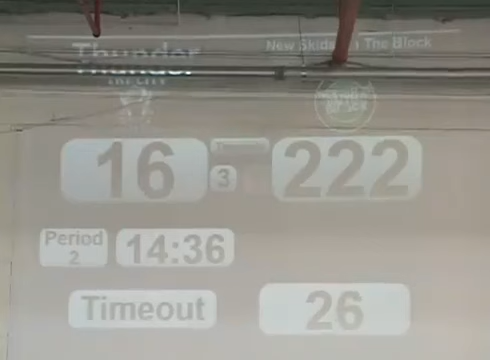 Thunder
New Skids on The Block
16
3
222
Period
2
14:36
Timeout
26